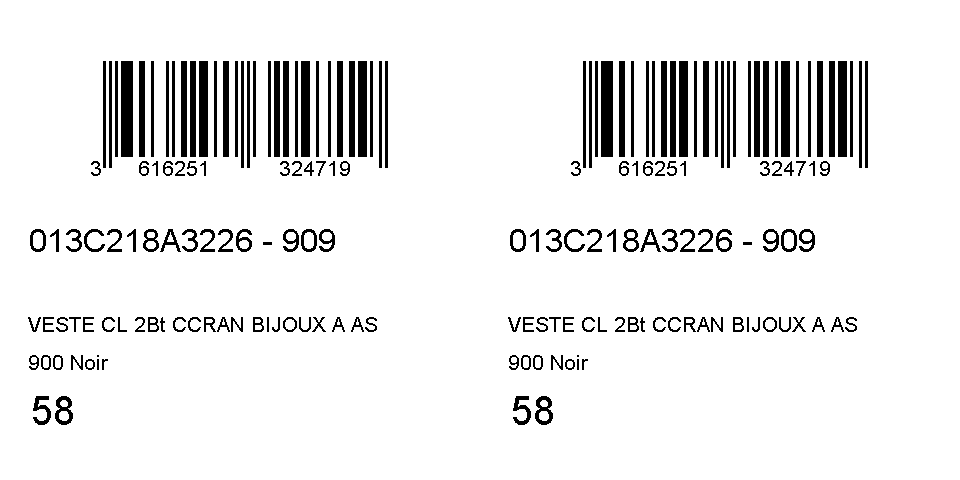 3 616251 324719
013C218A3226 - 909
VESTE CL 2Bt CCRAN BIJOUX A AS
900 Noir
58
3 616251 324719
013C218A3226 - 909
VESTE CL 2Bt CCRAN BIJOUX A AS
900 Noir
58